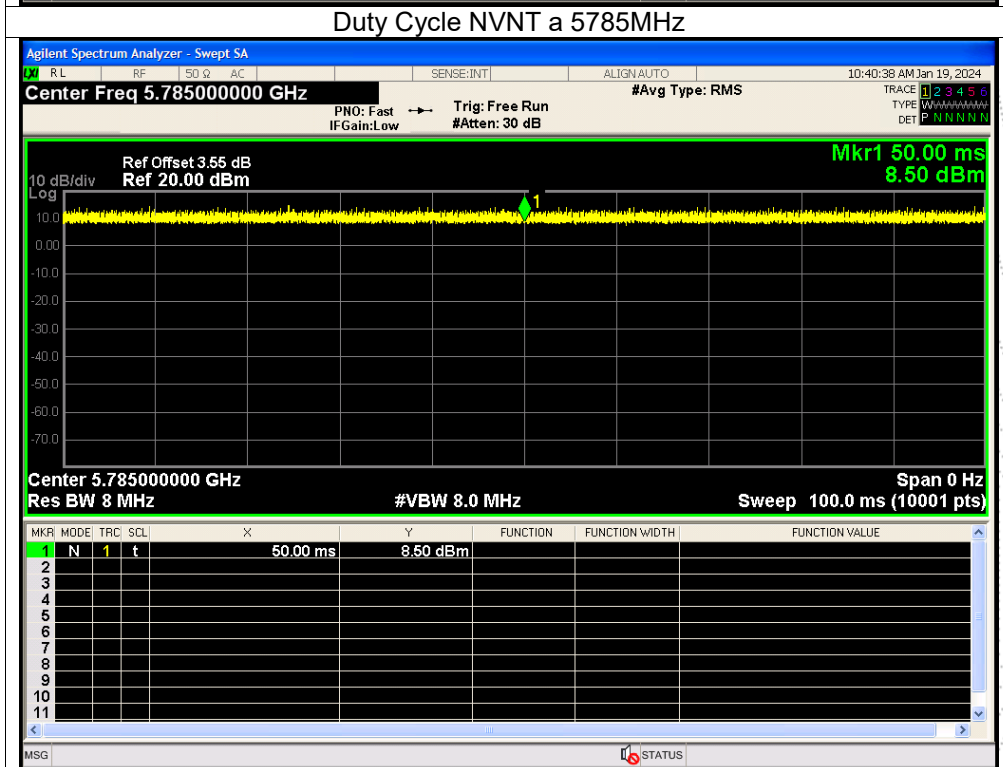 Duty Cycle NVNT a 5785MHz
Agilent Spectrum Analyzer - Swept SA
LXI RL RF 50 Ω AC SENSE:INT ALIGN AUTO 10:40:38 AM Jan 19, 2024
Center Freq 5.785000000 GHz #Avg Type: RMS TRACE 1 2 3 4 5 6
PNO: Fast Trig: Free Run TYPE
IFGain:Low #Atten: 30 dB DET P N N N N N
Mkr1 50.00 ms
8.50 dBm
Ref Offset 3.55 dB
10 dB/div Ref 20.00 dBm
Log
1
10.0
0.00
-10.0
-20.0
-30.0
-40.0
-50.0
-60.0
-70.0
Center 5.785000000 GHz Span 0 Hz
Res BW 8 MHz #VBW 8.0 MHz Sweep 100.0 ms (10001 pts)
MKR MODE TRC SCL X Y FUNCTION FUNCTION WIDTH FUNCTION VALUE
1 N 1 t 50.00 ms 8.50 dBm
2
3
4
5
6
7
8
9
10
11
MSG STATUS